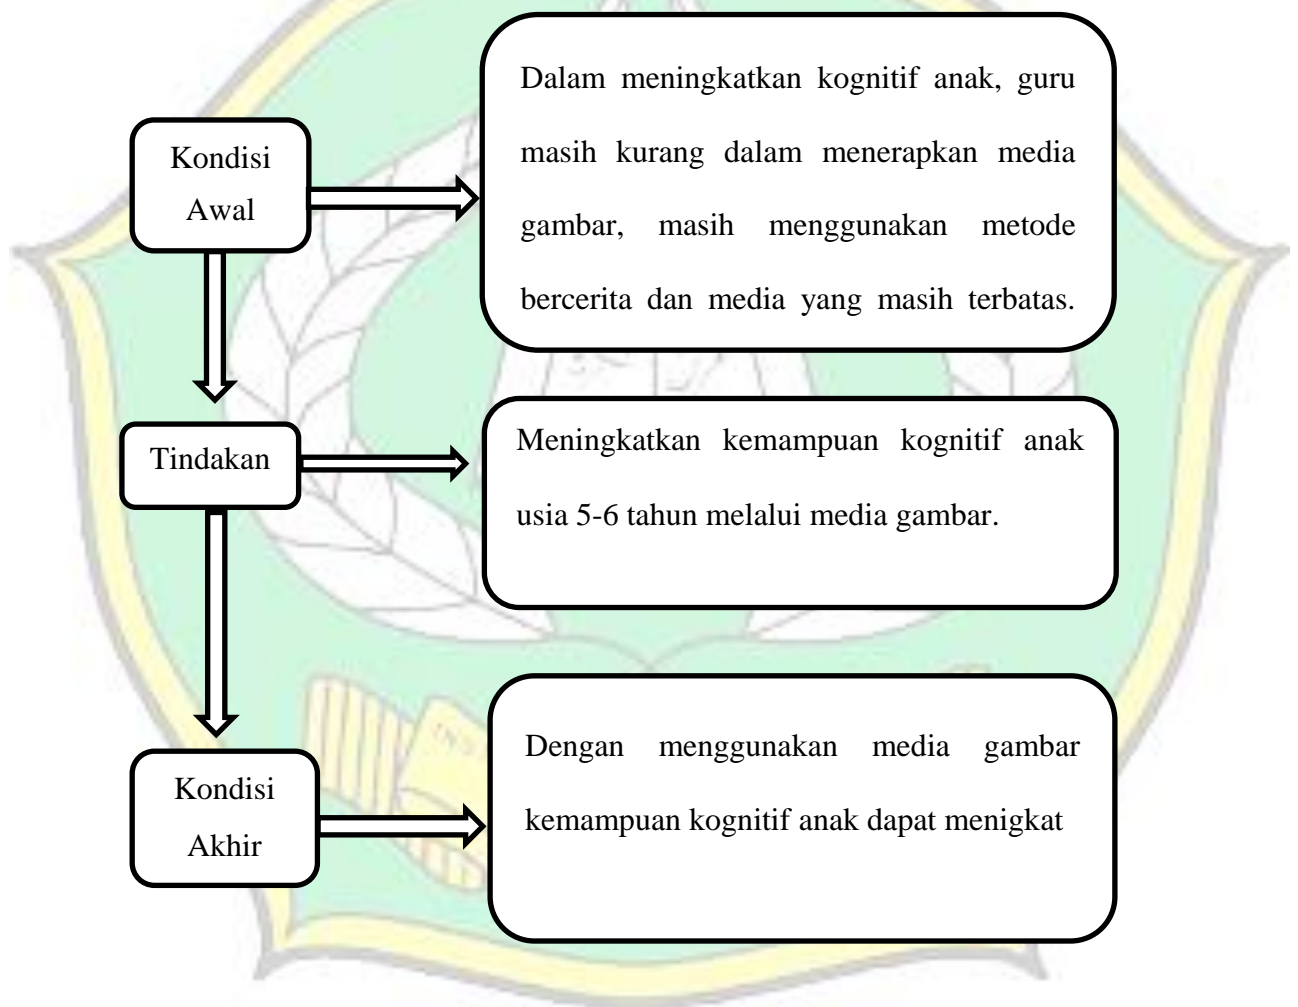 Kondisi
Awal
Dalam meningkatkan kognitif anak, guru
masih kurang dalam menerapkan media
gambar, masih menggunakan metode
bercerita dan media yang masih terbatas.
Tindakan
Meningkatkan kemampuan kognitif anak
usia 5-6 tahun melalui media gambar.
Kondisi
Akhir
Dengan menggunakan media gambar
kemampuan kognitif anak dapat menigkat